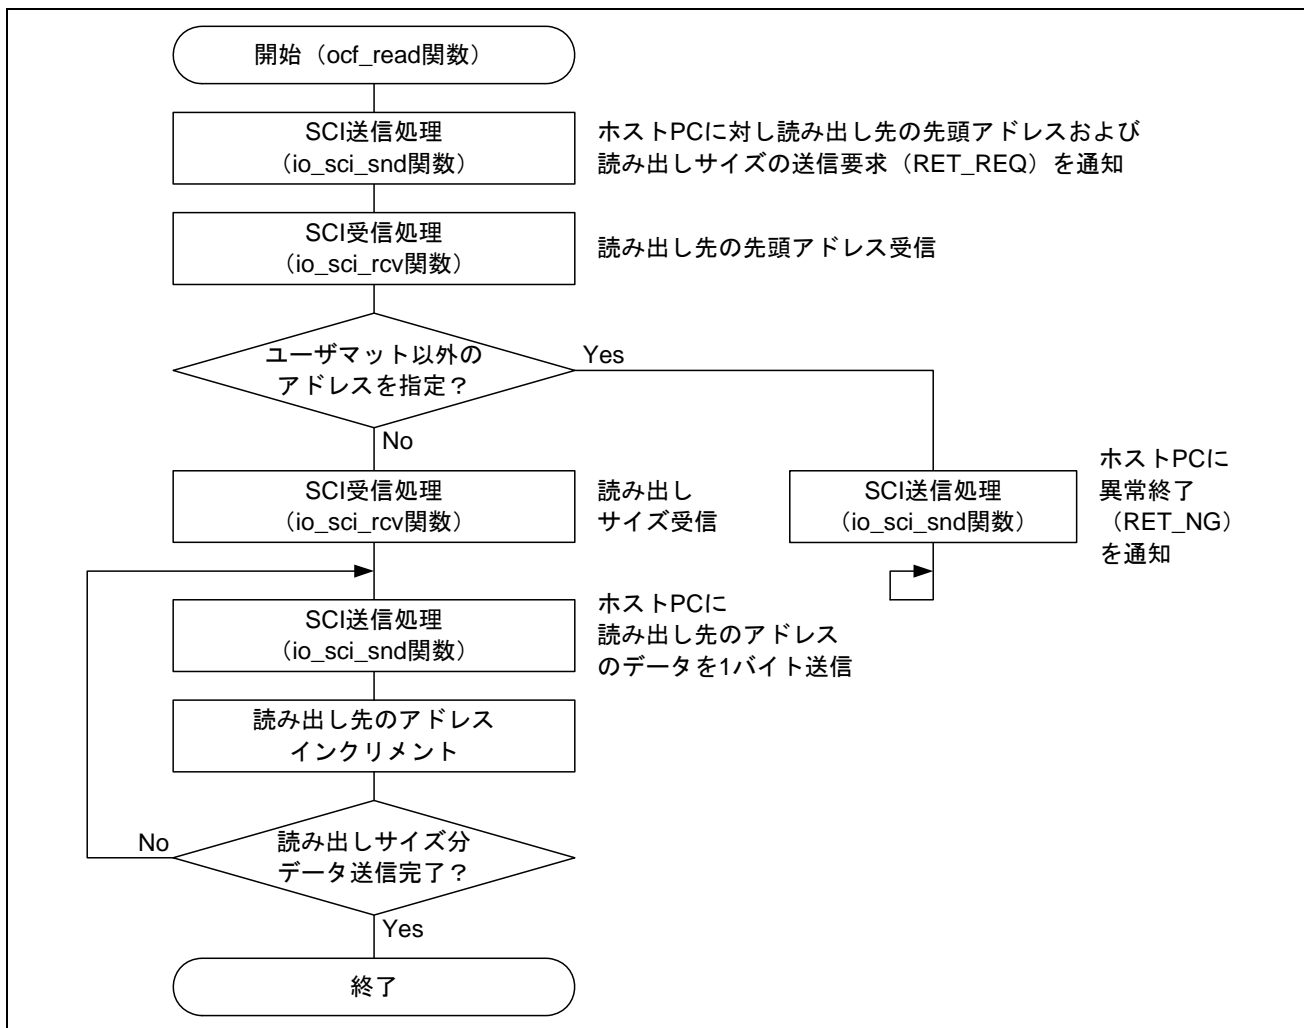 開始（ocf_read関数）
SCI送信処理
（io_sci_snd関数）
ホストPCに対し読み出し先の先頭アドレスおよび
読み出しサイズの送信要求（RET_REQ）を通知
SCI受信処理
（io_sci_rcv関数）
読み出し先の先頭アドレス受信
ユーザマット以外の
アドレスを指定？
Yes
No
SCI受信処理
（io_sci_rcv関数）
読み出し
サイズ受信
SCI送信処理
（io_sci_snd関数）
ホストPCに
異常終了
（RET_NG）
を通知
SCI送信処理
（io_sci_snd関数）
ホストPCに
読み出し先のアドレス
のデータを1バイト送信
読み出し先のアドレス
インクリメント
読み出しサイズ分
データ送信完了？
No
Yes
終了